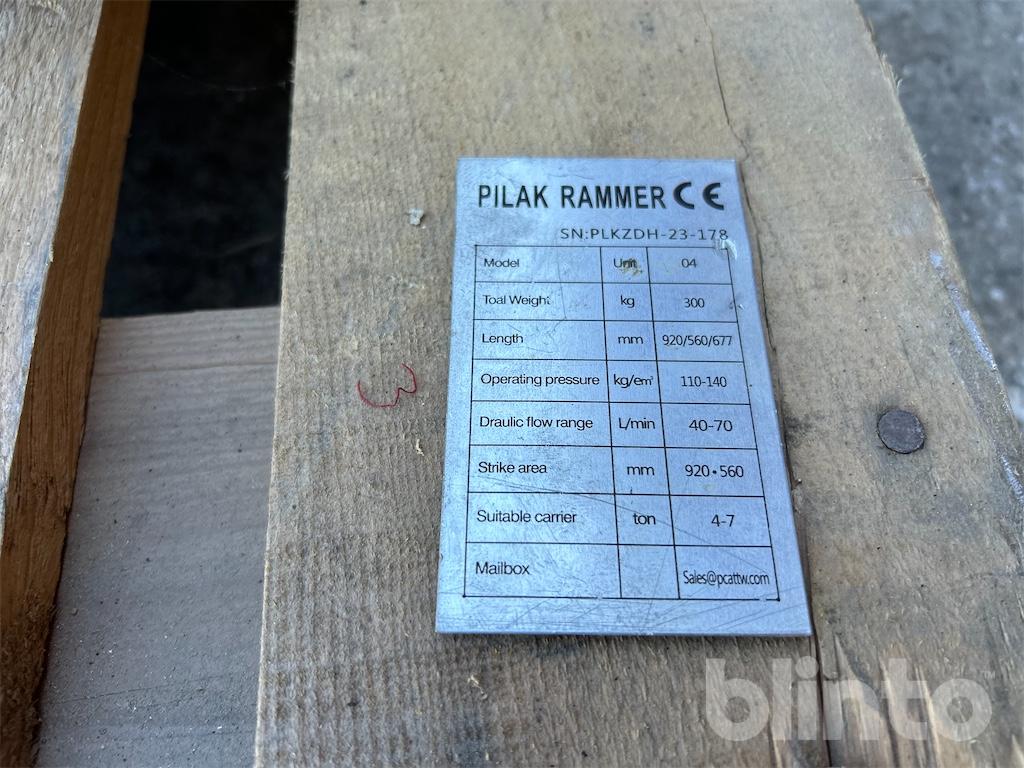 PILAK RAMMER CE
SN:PLKZDH-23-178
Model Unit 04
Toal Weight kg 300
Length mm 920/560/677
Operating pressure kg/em² 110-140
Draulic flow range L/min 40-70
Strike area mm 920•560
Suitable carrier ton 4-7
Mailbox Sales@pcattw.com
blinto™